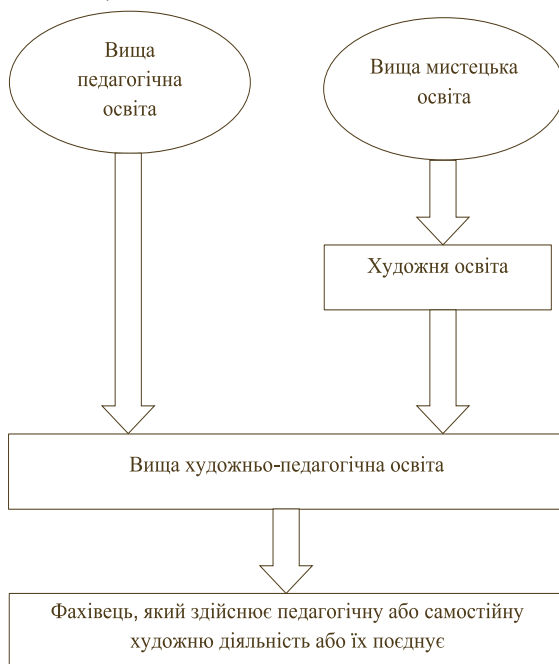 Вища
педагогічна
освіта
Вища мистецька
освіта
Художня освіта
Вища художньо-педагогічна освіта
Фахівець, який здійснює педагогічну або самостійну
художню діяльність або їх поєднує